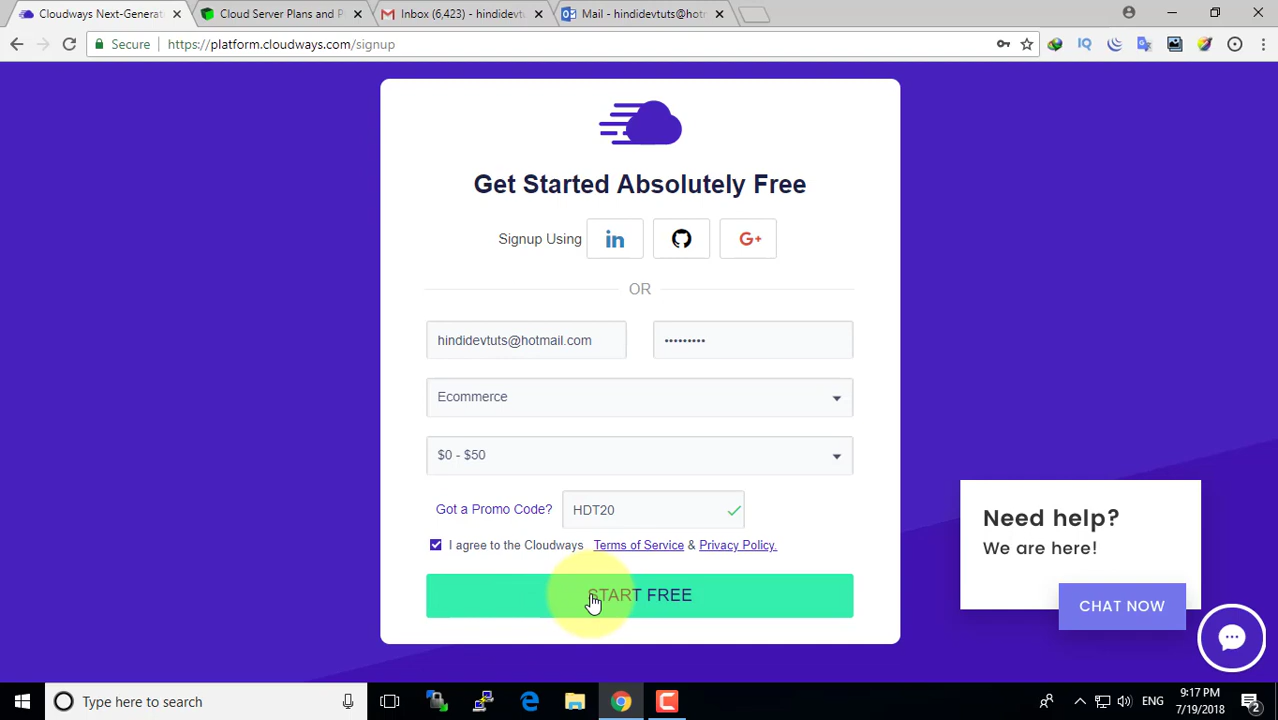 Cloudways Next-Generati
Cloud Server Plans and P
Inbox (6,423) - hindidevtu
Mail - hindidevtuts@hotm
Secure
https://platform.cloudways.com/signup
Get Started Absolutely Free
Signup Using
in
G+
OR
hindidevtuts@hotmail.com
•••••••••
Ecommerce
$0 - $50
Got a Promo Code?
HDT20
I agree to the Cloudways Terms of Service & Privacy Policy.
START FREE
Need help?
We are here!
CHAT NOW
Type here to search
ENG
9:17 PM
7/19/2018
2